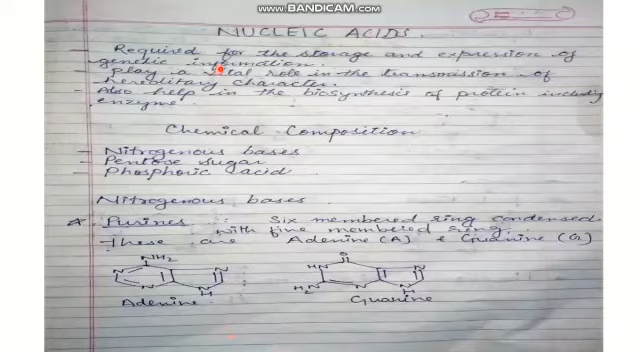 WWW.BANDICAM.COM
NUCLEIC ACIDS.
- Required for the storage and expression of
genetic information.
- Play a vital role in the transmission of
hereditary character.
- Also help in the biosynthesis of protein including
enzyme.
Chemical Composition
- Nitrogenous bases
- Pentose sugar
- Phosphoric acid
Nitrogenous bases
Purines : Six membered ring condensed
with five membered ring.
These are Adenine (A) & Guanine (G)
NH2
N N N N H
Adenine
O
HN N H2N N N H
Guanine